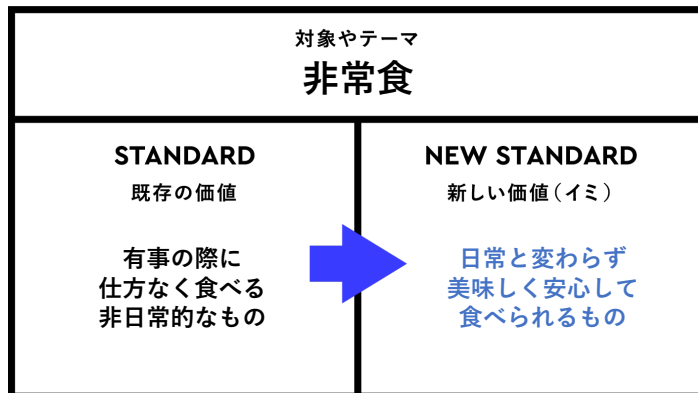 対象やテーマ
非常食
STANDARD
既存の価値
有事の際に
仕方なく食べる
非日常的なもの
NEW STANDARD
新しい価値（イミ）
日常と変わらず
美味しく安心して
食べられるもの